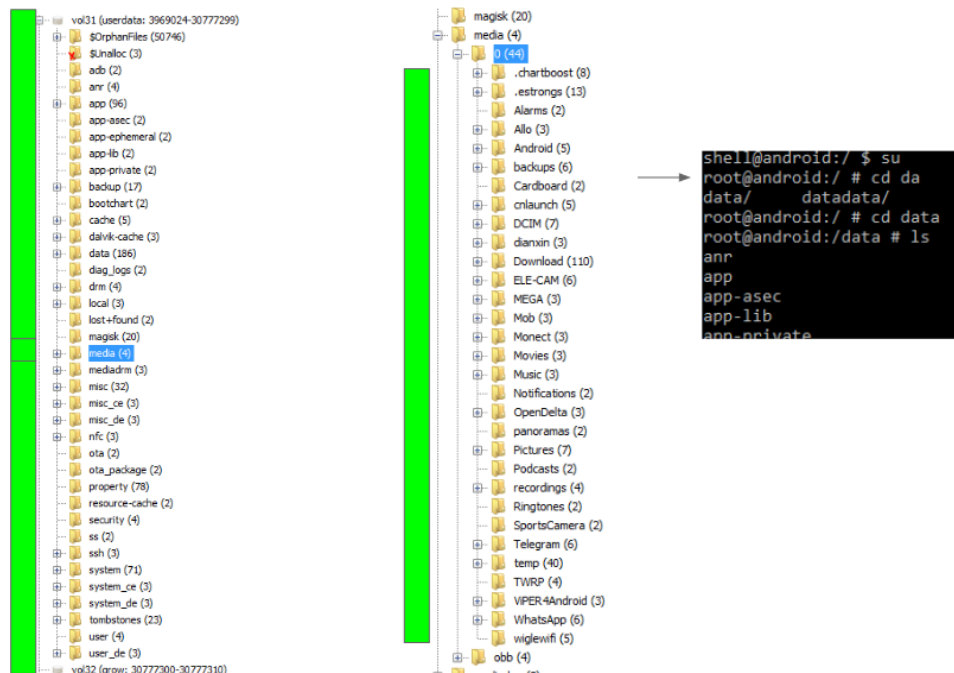 vol31 (userdata: 3969024-30777299)
$OrphanFiles (50746)
$Unalloc (3)
adb (2)
anr (4)
app (96)
app-asec (2)
app-ephemeral (2)
app-lib (2)
app-private (2)
backup (17)
bootchart (2)
cache (5)
dalvik-cache (3)
data (186)
diag_logs (2)
drm (4)
local (3)
lost+found (2)
magisk (20)
media (4)
mediadrm (3)
misc (32)
misc_ce (3)
misc_de (3)
nfc (3)
ota (2)
ota_package (2)
property (78)
resource-cache (2)
security (4)
ss (2)
ssh (3)
system (71)
system_ce (3)
system_de (3)
tombstones (23)
user (4)
user_de (3)
vol32 (grow: 30777300-30777310)
magisk (20)
media (4)
0 (44)
.chartboost (8)
.estrongs (13)
Alarms (2)
Allo (3)
Android (5)
backups (6)
Cardboard (2)
cnlaunch (5)
DCIM (7)
dianxin (3)
Download (110)
ELE-CAM (6)
MEGA (3)
Mob (3)
Monect (3)
Movies (3)
Music (3)
Notifications (2)
OpenDelta (3)
panoramas (2)
Pictures (7)
Podcasts (2)
recordings (4)
Ringtones (2)
SportsCamera (2)
Telegram (6)
temp (40)
TWRP (4)
ViPER4Android (3)
WhatsApp (6)
wiglewifi (5)
obb (4)
shell@android:/ $ su
root@android:/ # cd da
data/ datadata/
root@android:/ # cd data
root@android:/data # ls
anr
app
app-asec
app-lib
app-private